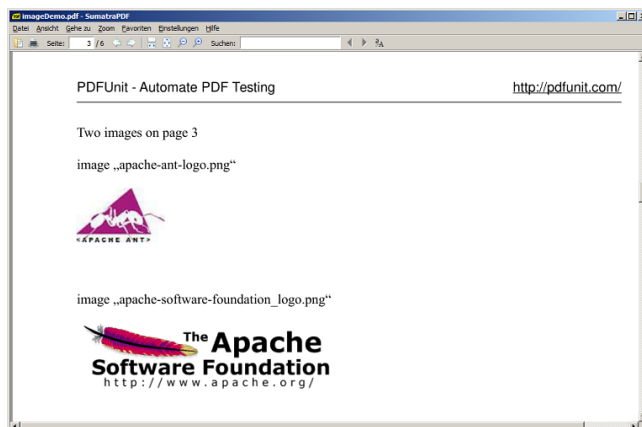 imageDemo.pdf - SumatraPDF
Datei Ansicht Gehe zu Zoom Favoriten Einstellungen Hilfe
Seite: 3 / 6 Suchen:
PDFUnit - Automate PDF Testing http://pdfunit.com/
Two images on page 3
image „apache-ant-logo.png“
<APACHE ANT>
image „apache-software-foundation_logo.png“
The Apache
Software Foundation
http://www.apache.org/